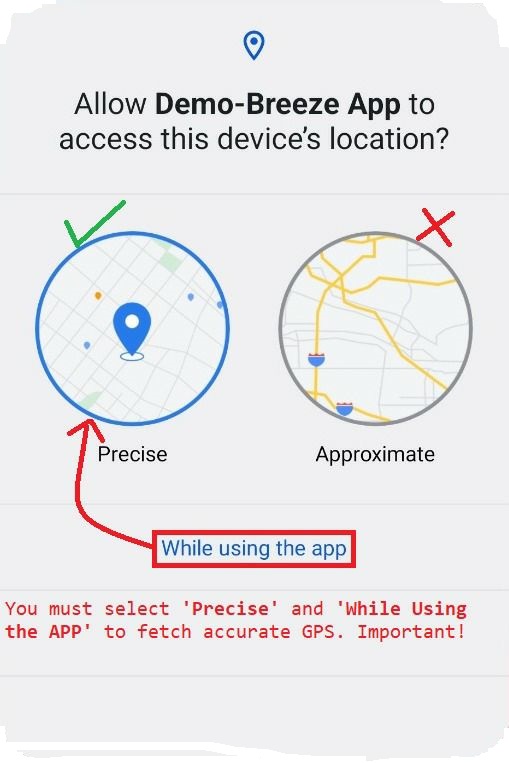 Allow Demo-Breeze App to
access this device's location?
Precise
Approximate
While using the app
You must select 'Precise' and 'While Using
the APP' to fetch accurate GPS. Important!